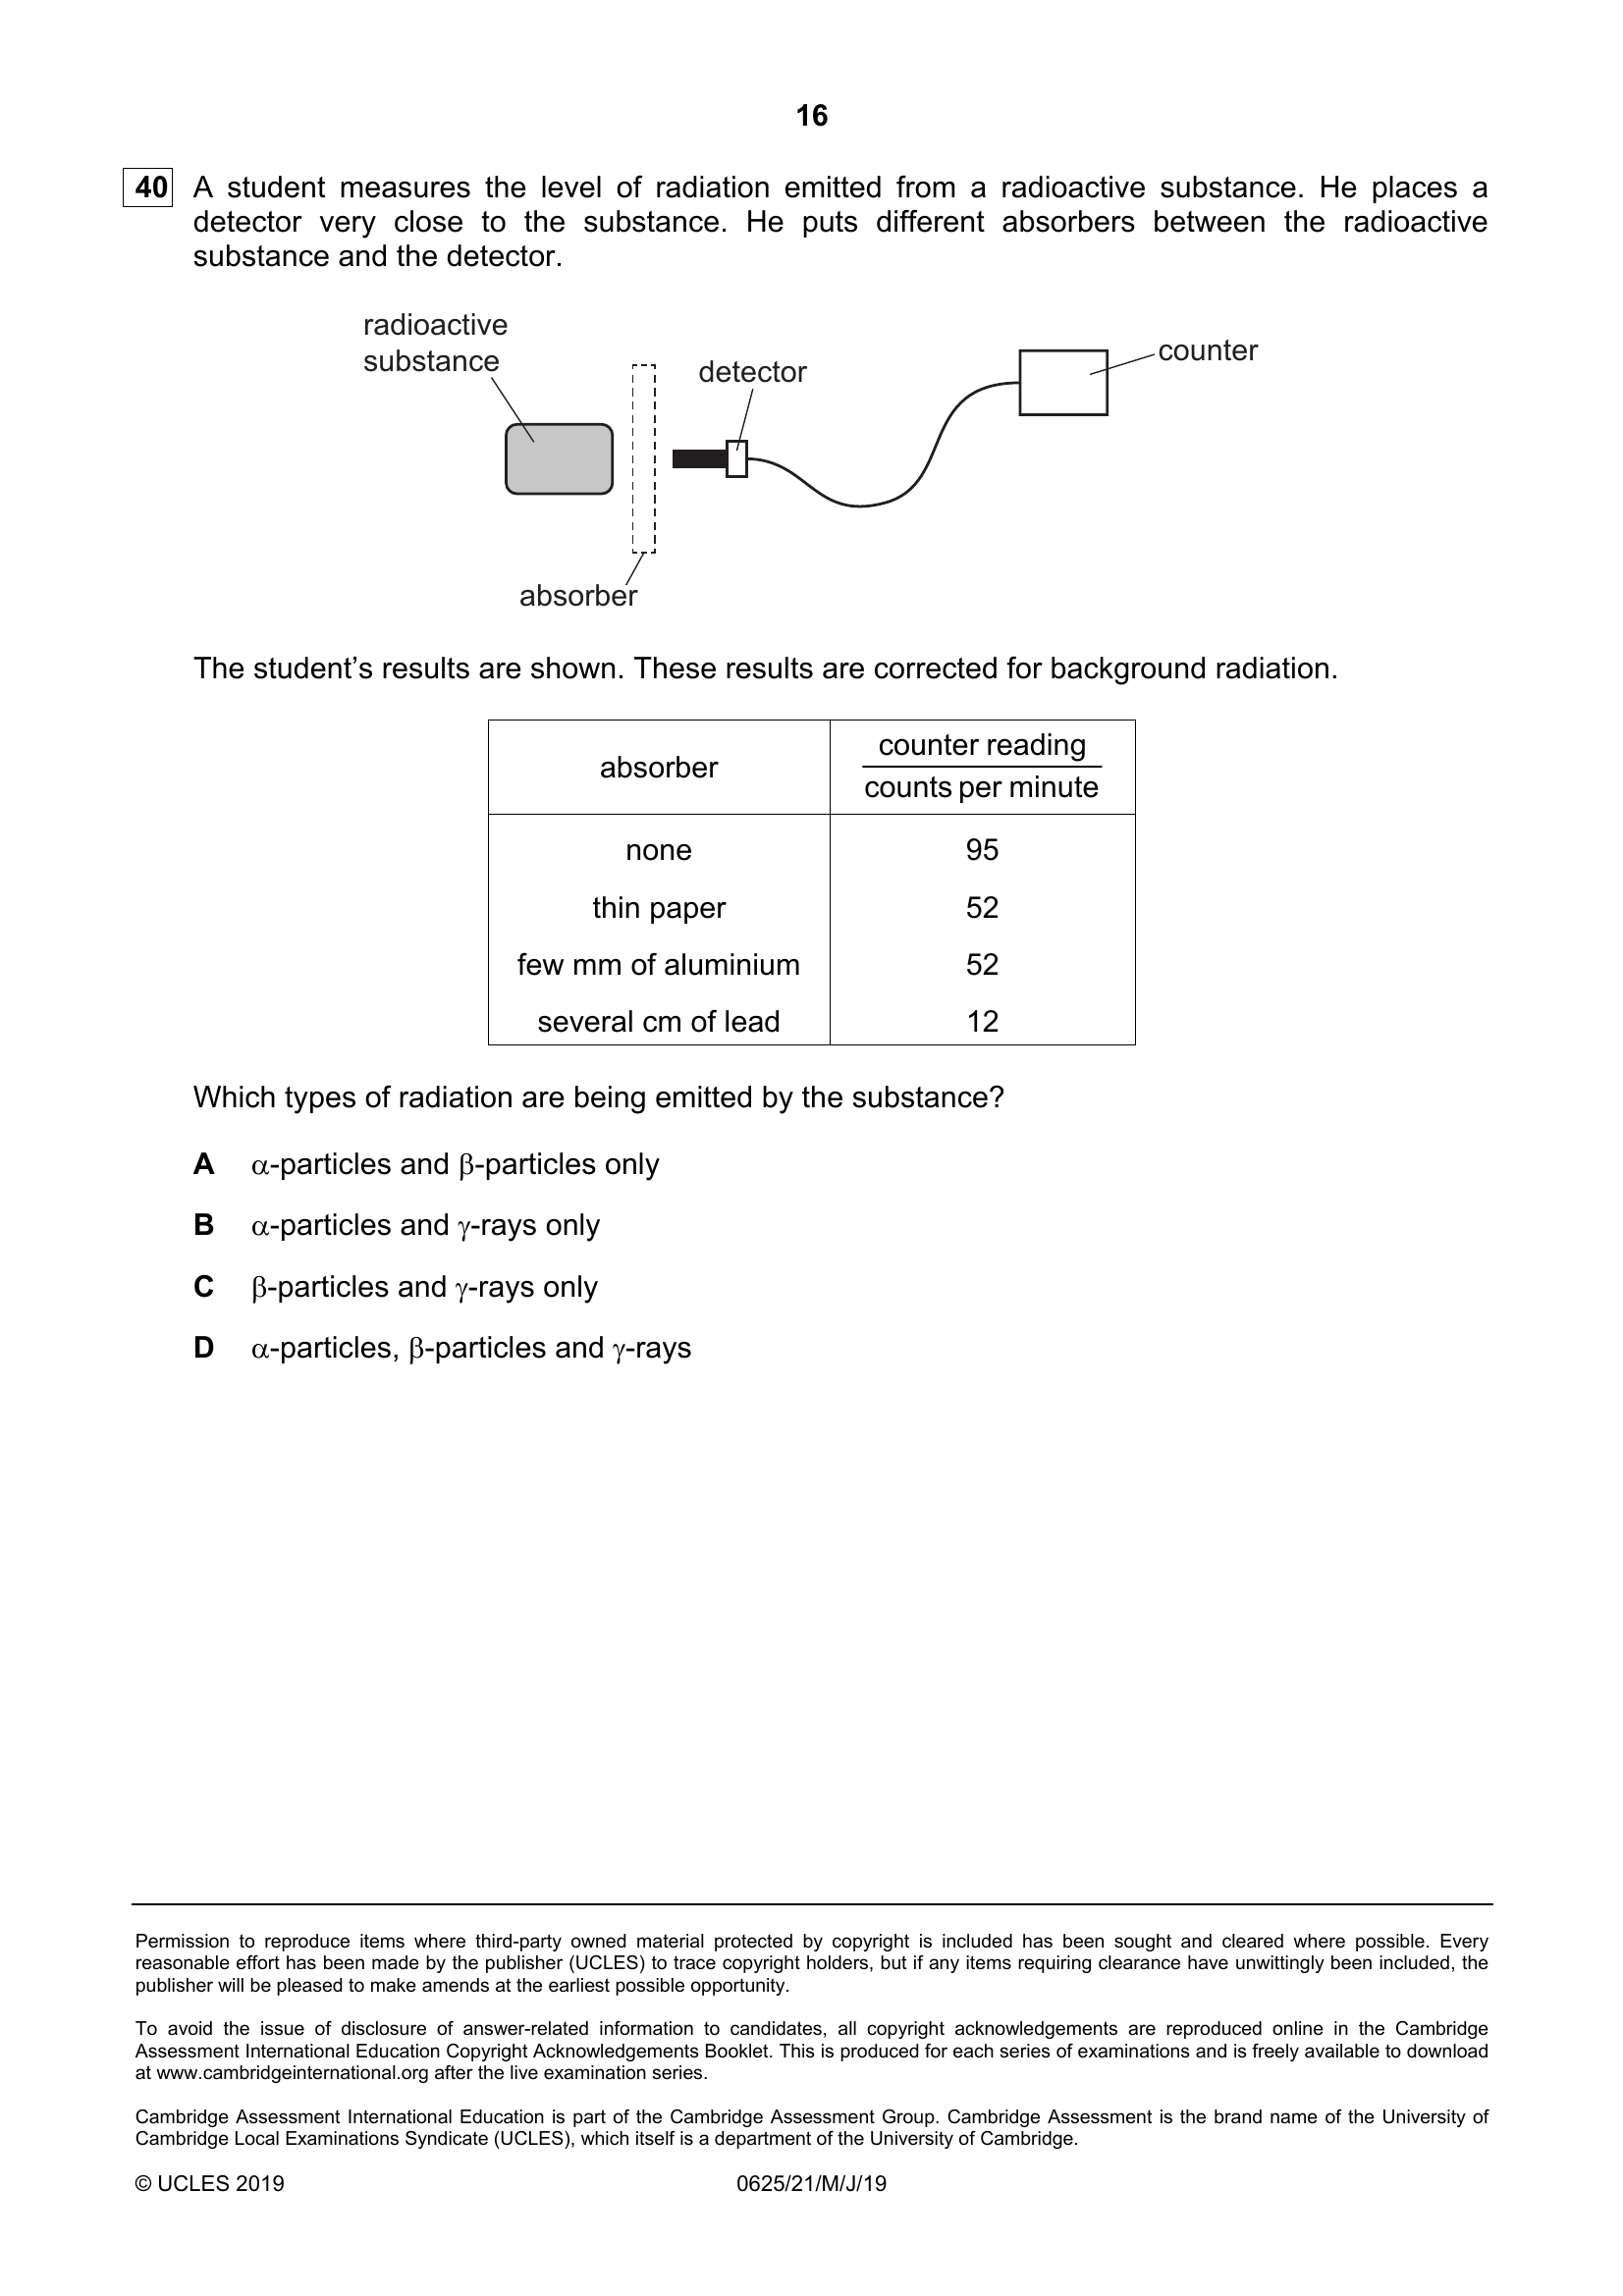 16
40 A student measures the level of radiation emitted from a radioactive substance. He places a
detector very close to the substance. He puts different absorbers between the radioactive
substance and the detector.
radioactive
substance
detector
counter
absorber
The student’s results are shown. These results are corrected for background radiation.
absorber
counter reading
counts per minute
none 95
thin paper 52
few mm of aluminium 52
several cm of lead 12
Which types of radiation are being emitted by the substance?
A α-particles and β-particles only
B α-particles and γ-rays only
C β-particles and γ-rays only
D α-particles, β-particles and γ-rays
Permission to reproduce items where third-party owned material protected by copyright is included has been sought and cleared where possible. Every
reasonable effort has been made by the publisher (UCLES) to trace copyright holders, but if any items requiring clearance have unwittingly been included, the
publisher will be pleased to make amends at the earliest possible opportunity.
To avoid the issue of disclosure of answer-related information to candidates, all copyright acknowledgements are reproduced online in the Cambridge
Assessment International Education Copyright Acknowledgements Booklet. This is produced for each series of examinations and is freely available to download
at www.cambridgeinternational.org after the live examination series.
Cambridge Assessment International Education is part of the Cambridge Assessment Group. Cambridge Assessment is the brand name of the University of
Cambridge Local Examinations Syndicate (UCLES), which itself is a department of the University of Cambridge.
© UCLES 2019 0625/21/M/J/19